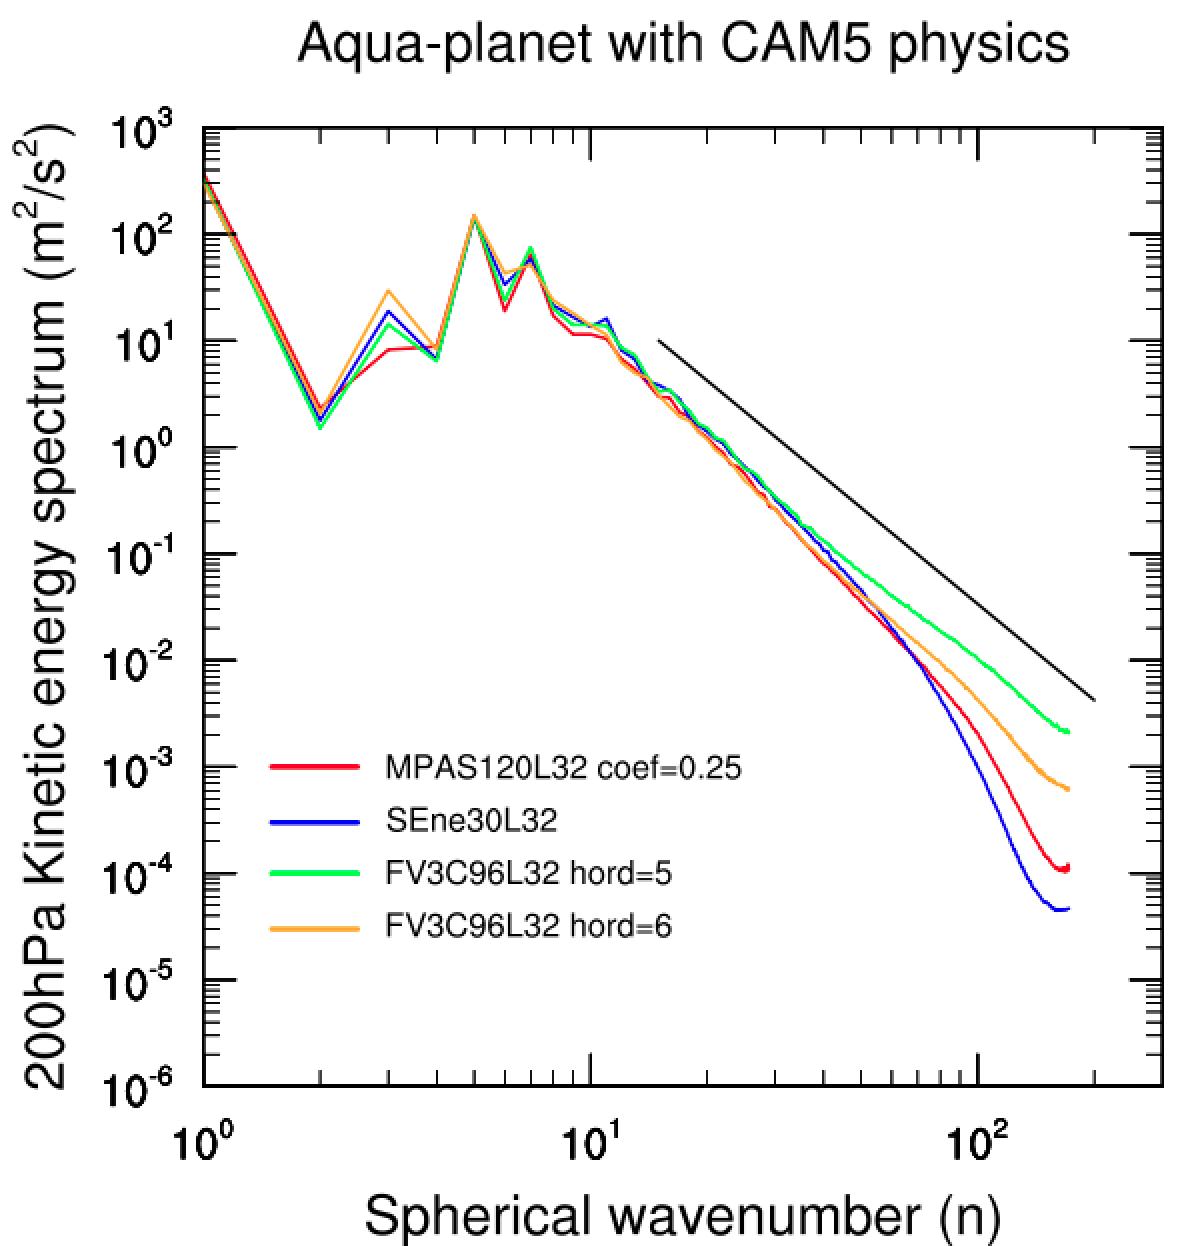 Aqua-planet with CAM5 physics
200hPa Kinetic energy spectrum (m²/s²)
10³
10²
10¹
10⁰
10⁻¹
10⁻²
10⁻³
10⁻⁴
10⁻⁵
10⁻⁶
MPAS120L32 coef=0.25
SEne30L32
FV3C96L32 hord=5
FV3C96L32 hord=6
10⁰ 10¹ 10²
Spherical wavenumber (n)